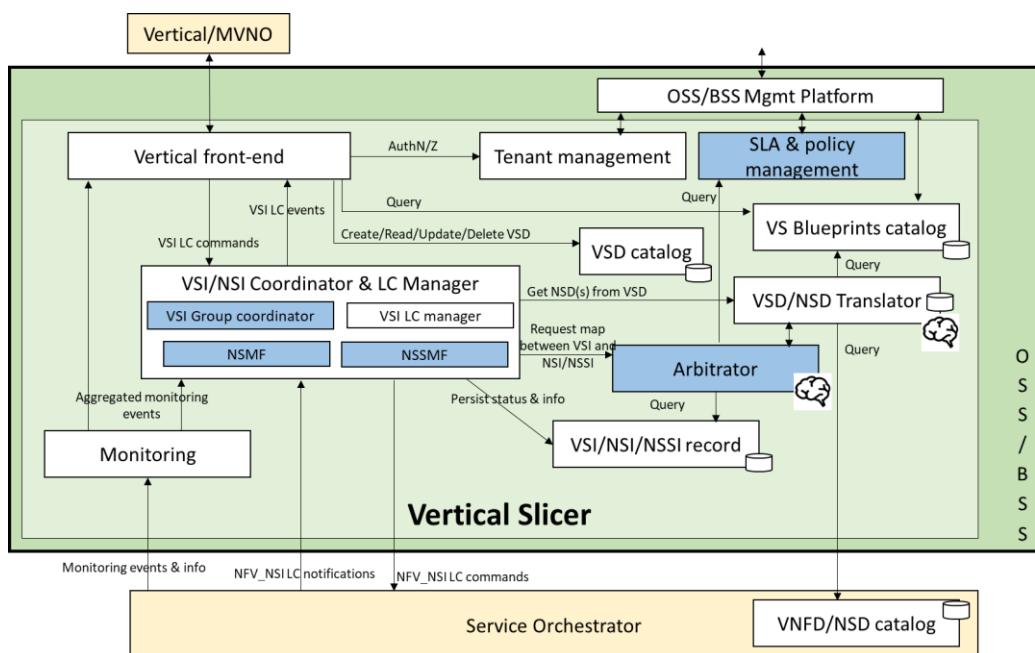 Vertical/MVNO
OSS/BSS Mgmt Platform
Vertical front-end
AuthN/Z
Tenant management
SLA & policy
management
VSI LC events
Query
Query
VSI LC commands
Create/Read/Update/Delete VSD
VSD catalog
VS Blueprints catalog
Query
VSI/NSI Coordinator & LC Manager
Get NSD(s) from VSD
VSD/NSD Translator
VSI Group coordinator
VSI LC manager
Request map
between VSI and
NSI/NSSI
NSMF
NSSMF
Arbitrator
Query
Aggregated monitoring
events
Persist status & info
Query
Monitoring
VSI/NSI/NSSI record
Vertical Slicer
O
S
S
/
B
S
S
Monitoring events & info
NFV_NSI LC notifications
NFV_NSI LC commands
Service Orchestrator
VNFD/NSD catalog